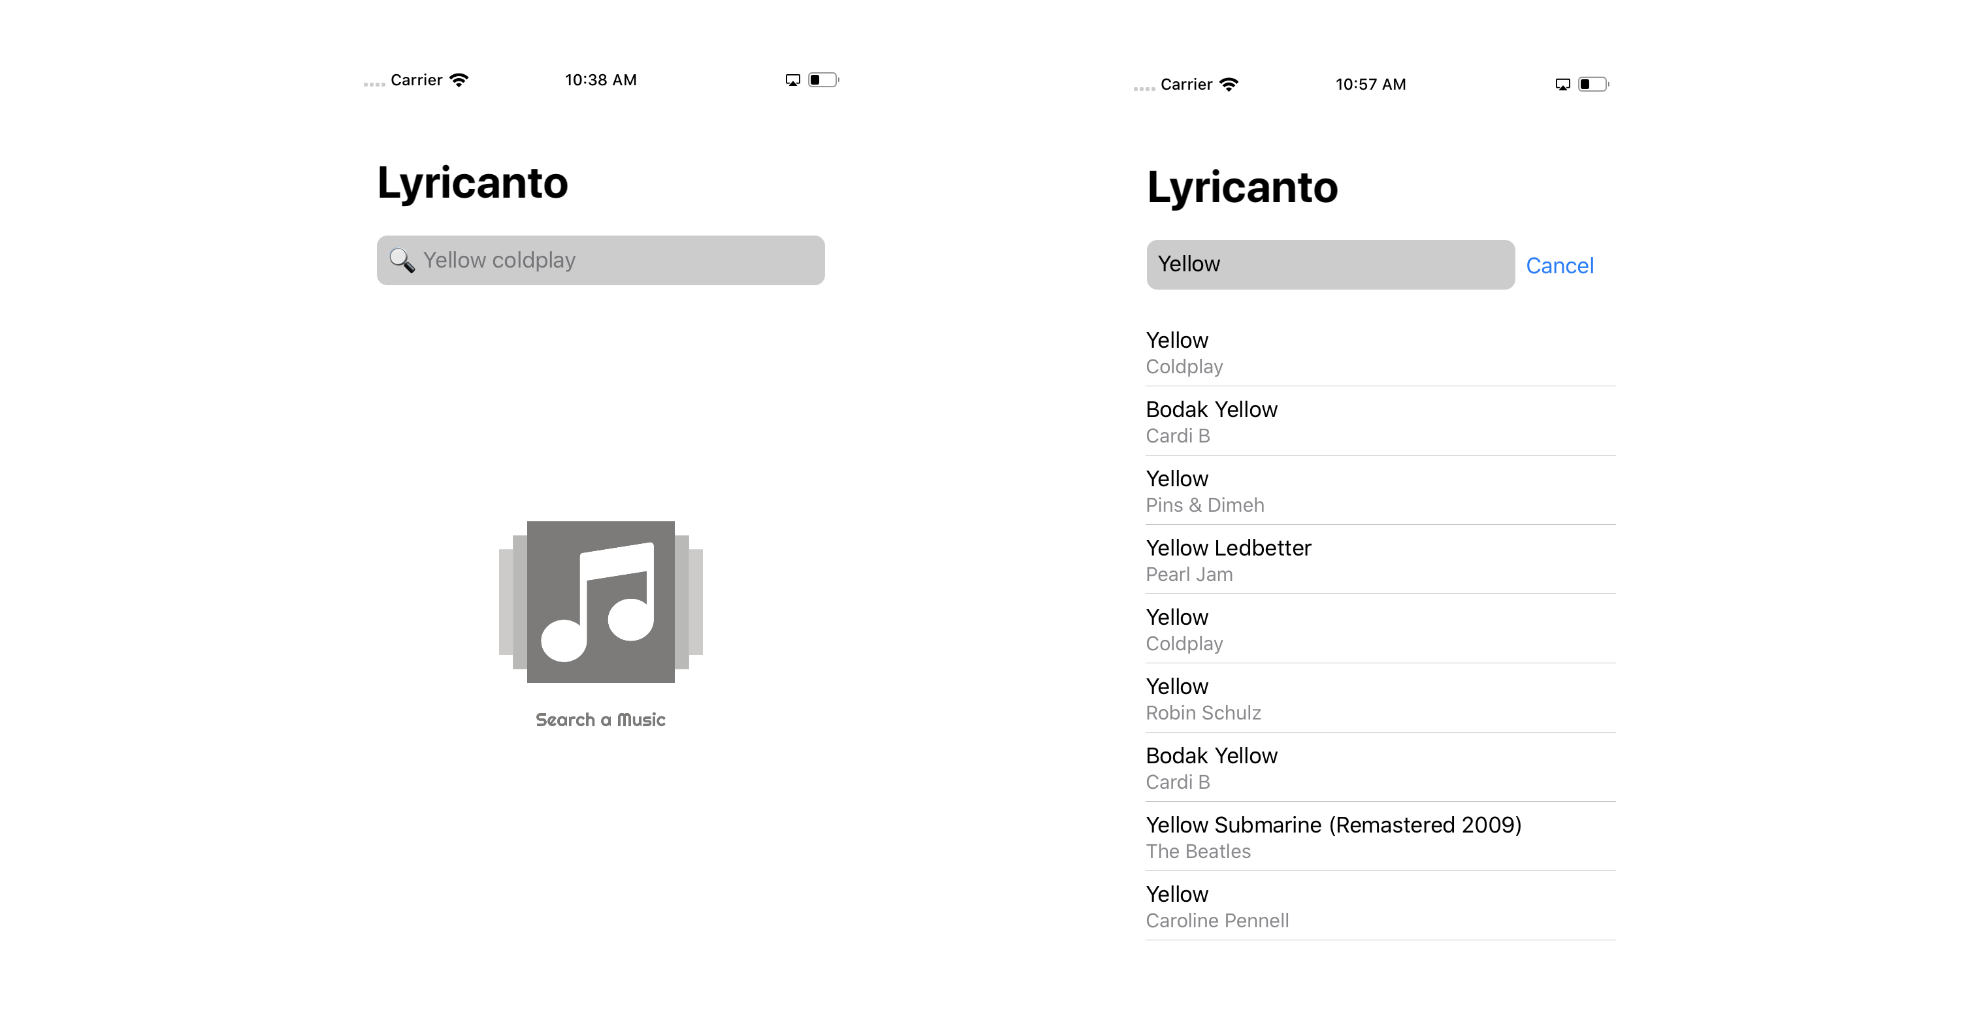 Carrier 10:38 AM
Lyricanto
🔍 Yellow coldplay
Search a Music
Carrier 10:57 AM
Lyricanto
Yellow Cancel
Yellow
Coldplay
Bodak Yellow
Cardi B
Yellow
Pins & Dimeh
Yellow Ledbetter
Pearl Jam
Yellow
Coldplay
Yellow
Robin Schulz
Bodak Yellow
Cardi B
Yellow Submarine (Remastered 2009)
The Beatles
Yellow
Caroline Pennell